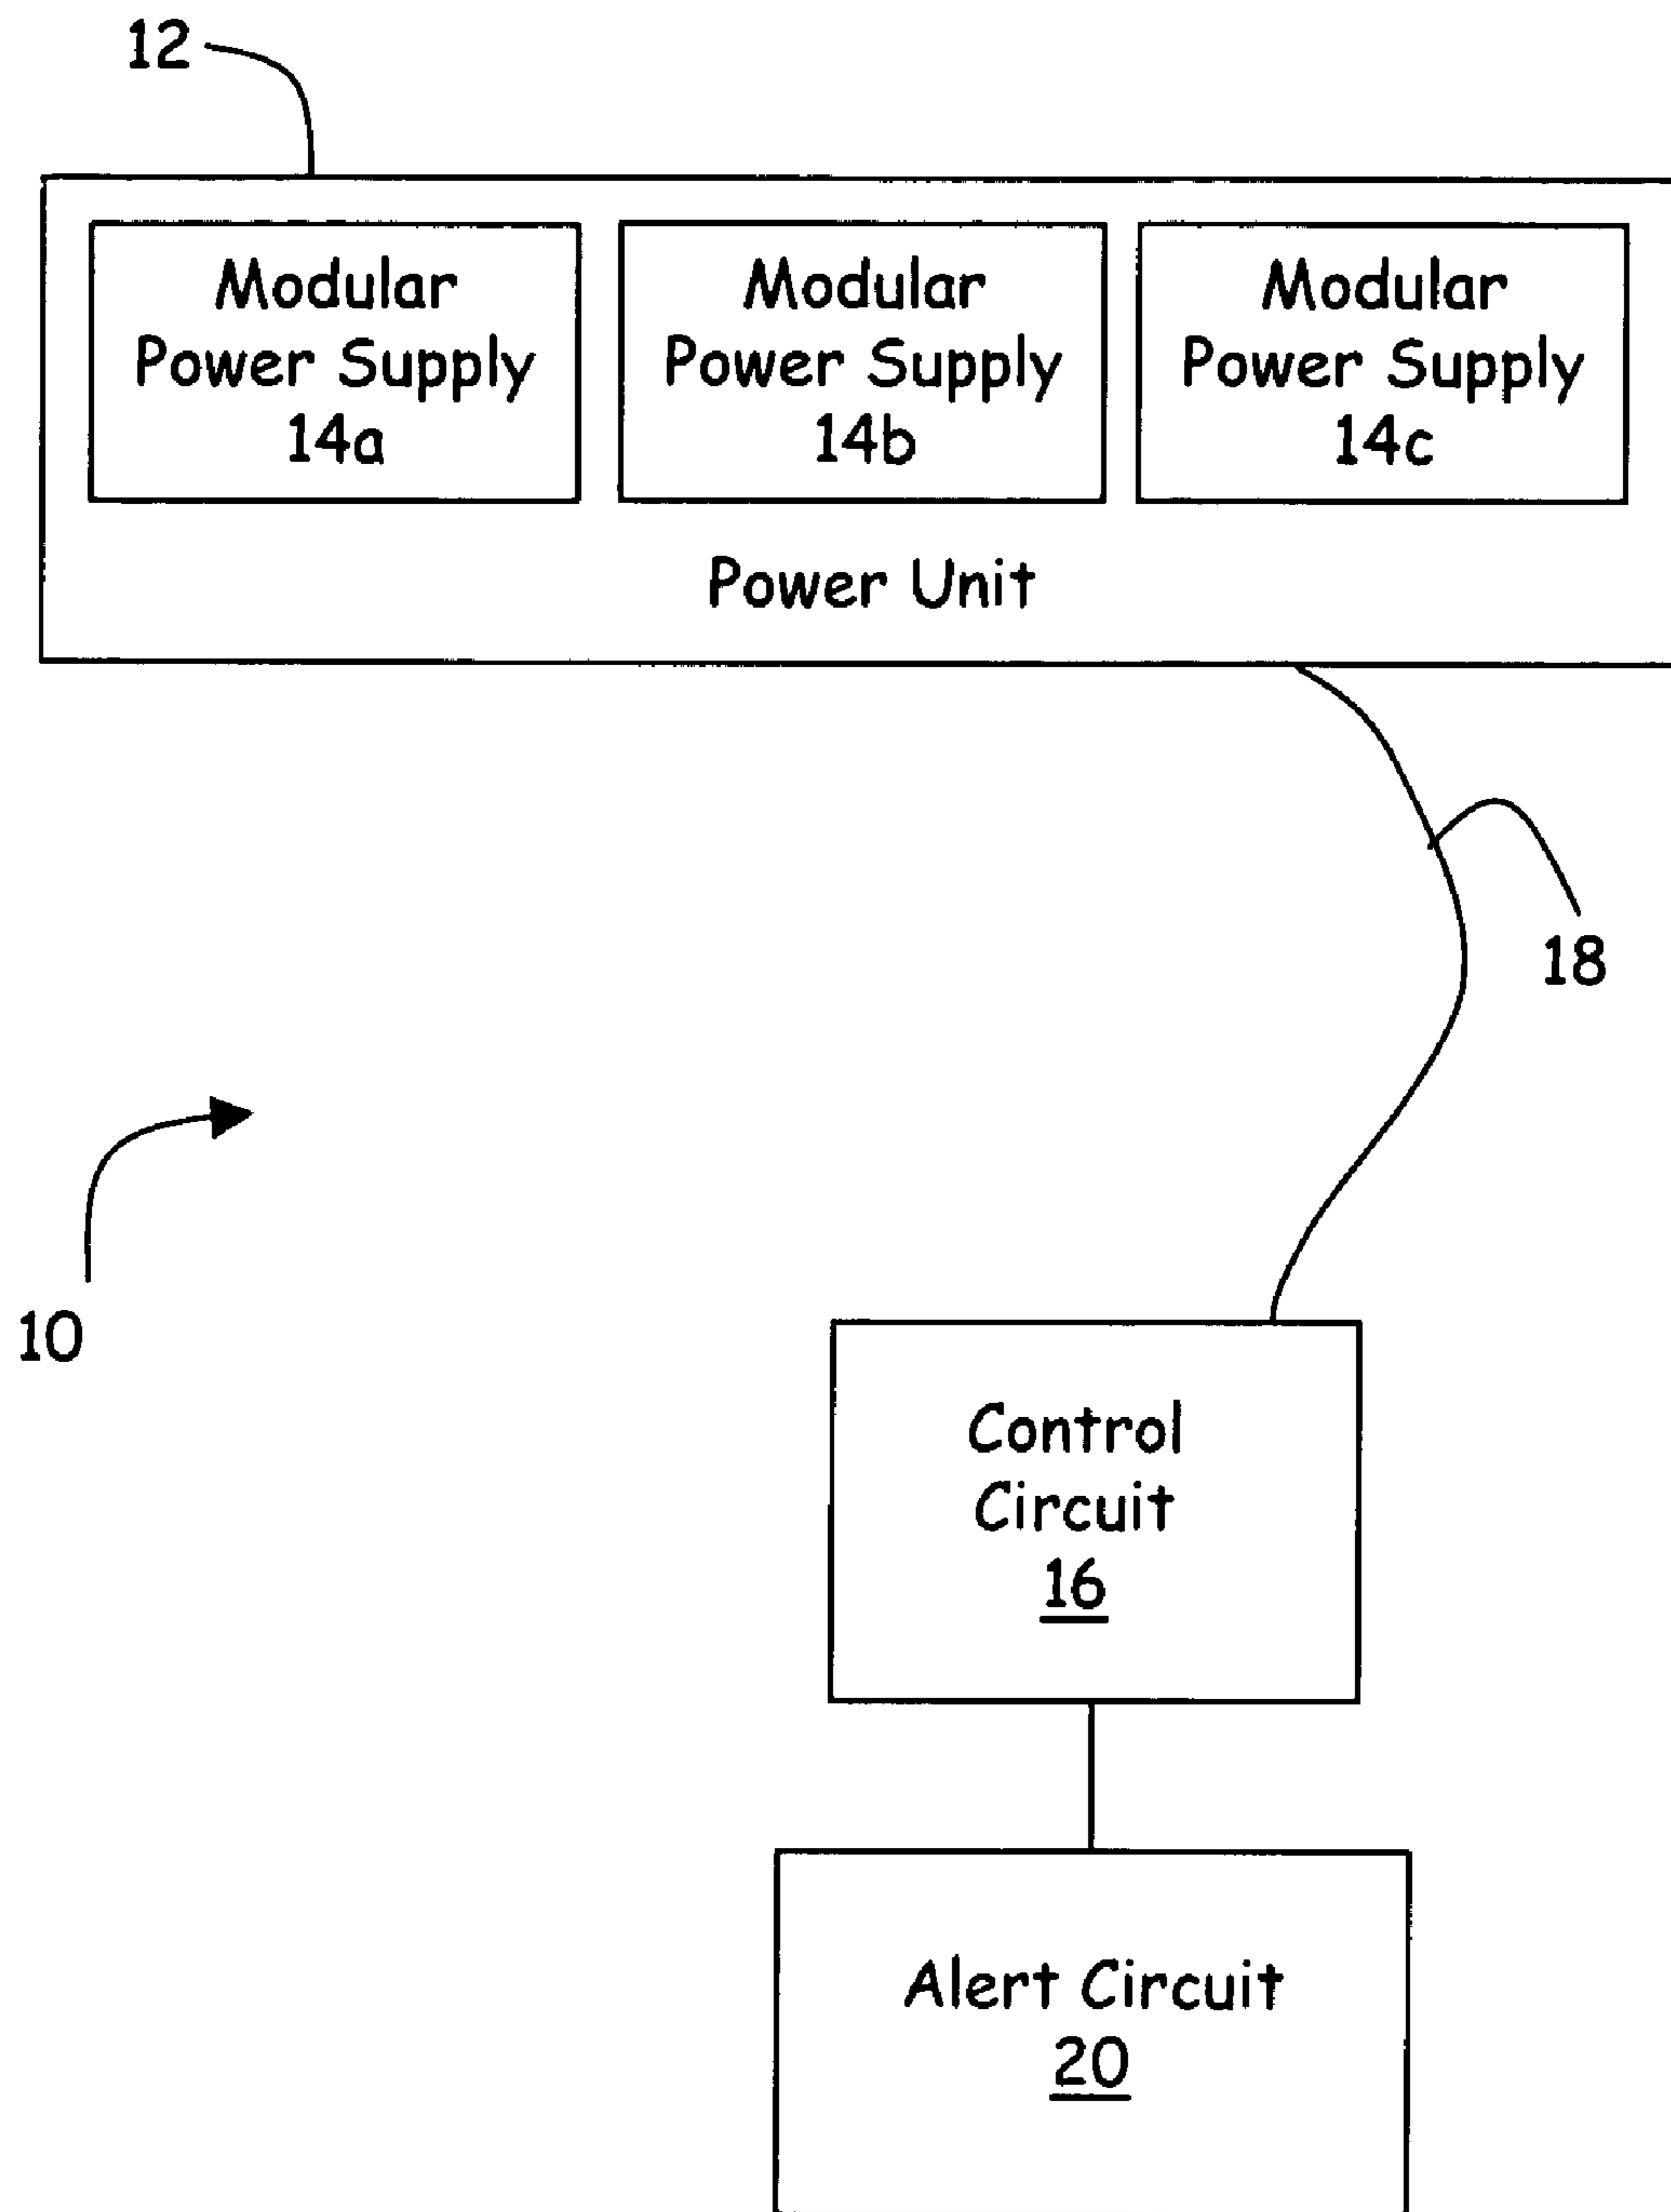 12
Modular
Power Supply
14a
Modular
Power Supply
14b
Modular
Power Supply
14c
Power Unit
18
10
Control
Circuit
16
Alert Circuit
20